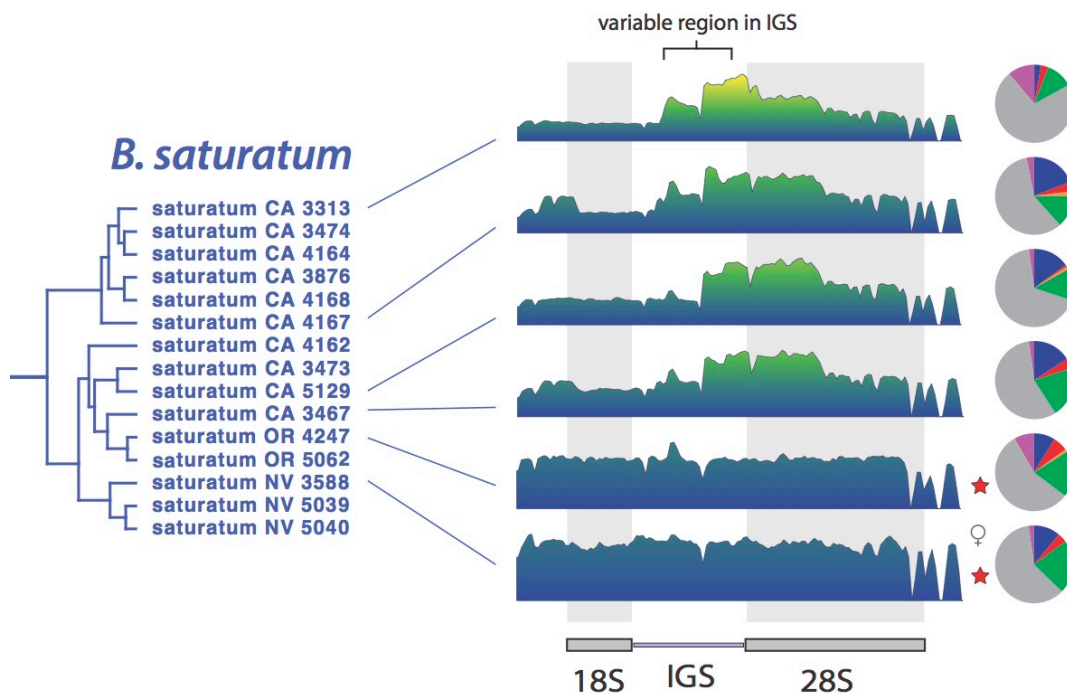 variable region in IGS
B. saturatum
saturatum CA 3313
saturatum CA 3474
saturatum CA 4164
saturatum CA 3876
saturatum CA 4168
saturatum CA 4167
saturatum CA 4162
saturatum CA 3473
saturatum CA 5129
saturatum CA 3467
saturatum OR 4247
saturatum OR 5062
saturatum NV 3588
saturatum NV 5039
saturatum NV 5040
♀
18S IGS 28S